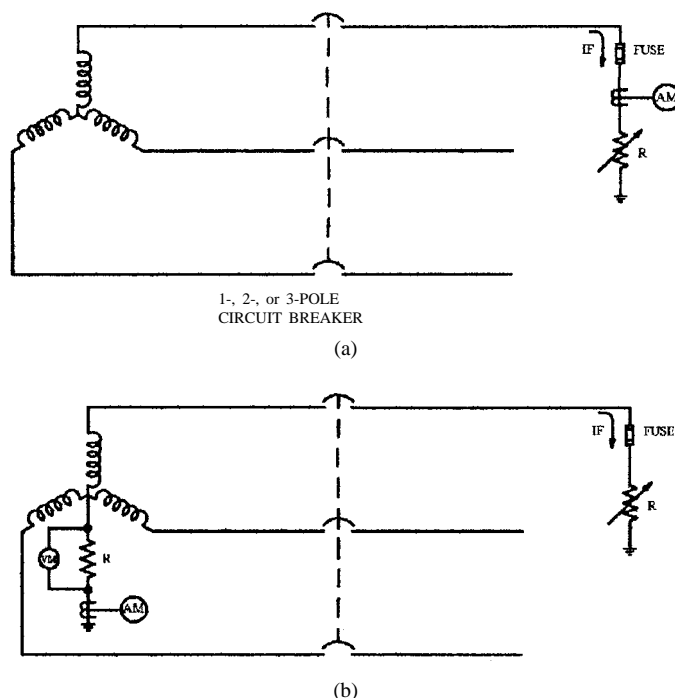 IF
FUSE
AM
R
1-, 2-, or 3-POLE
CIRCUIT BREAKER
(a)
IF
FUSE
R
VM
R
AM
(b)